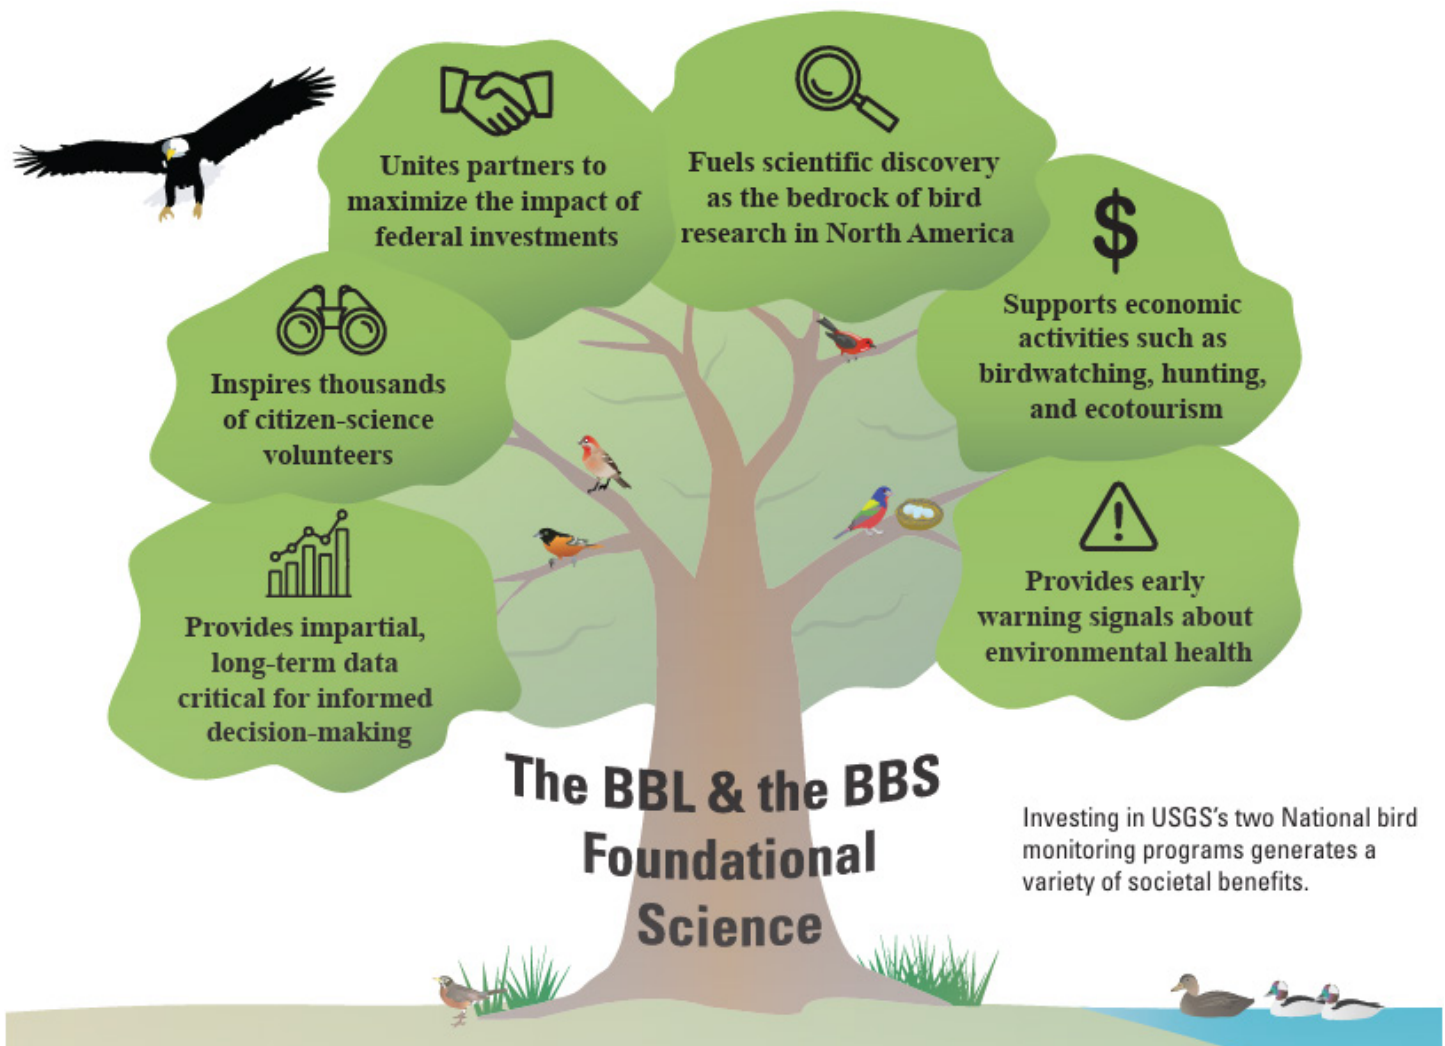 Unites partners to
maximize the impact of
federal investments
Fuels scientific discovery
as the bedrock of bird
research in North America
$
Supports economic
activities such as
birdwatching, hunting,
and ecotourism
Inspires thousands
of citizen-science
volunteers
!
Provides early
warning signals about
environmental health
Provides impartial,
long-term data
critical for informed
decision-making
The BBL & the BBS
Foundational
Science
Investing in USGS's two National bird
monitoring programs generates a
variety of societal benefits.